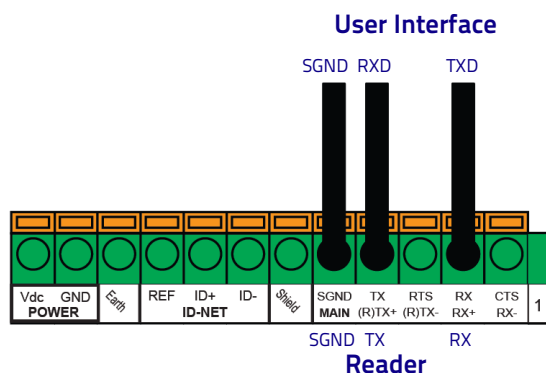 User Interface
SGND RXD TXD
Vdc GND Earth REF ID+ ID- Shield SGND TX RTS RX CTS 1
POWER ID-NET MAIN (R)TX+ (R)TX- RX+ RX-
SGND TX RX
Reader